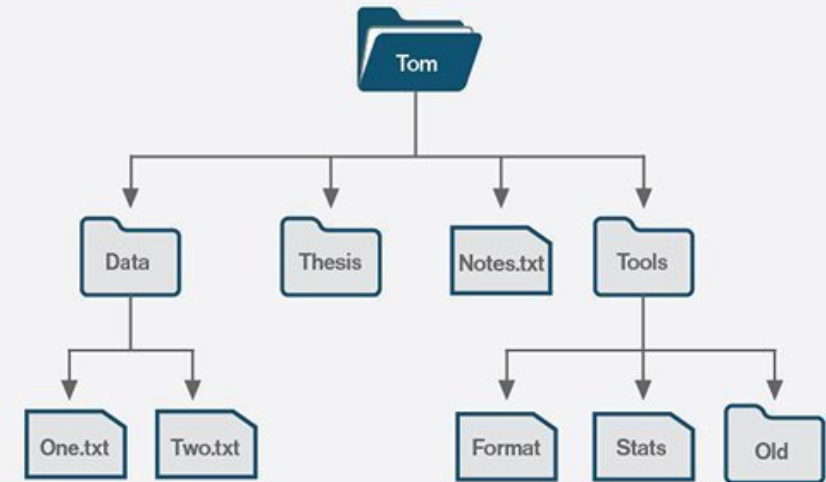 Tom
Data
Thesis
Notes.txt
Tools
One.txt
Two.txt
Format
Stats
Old